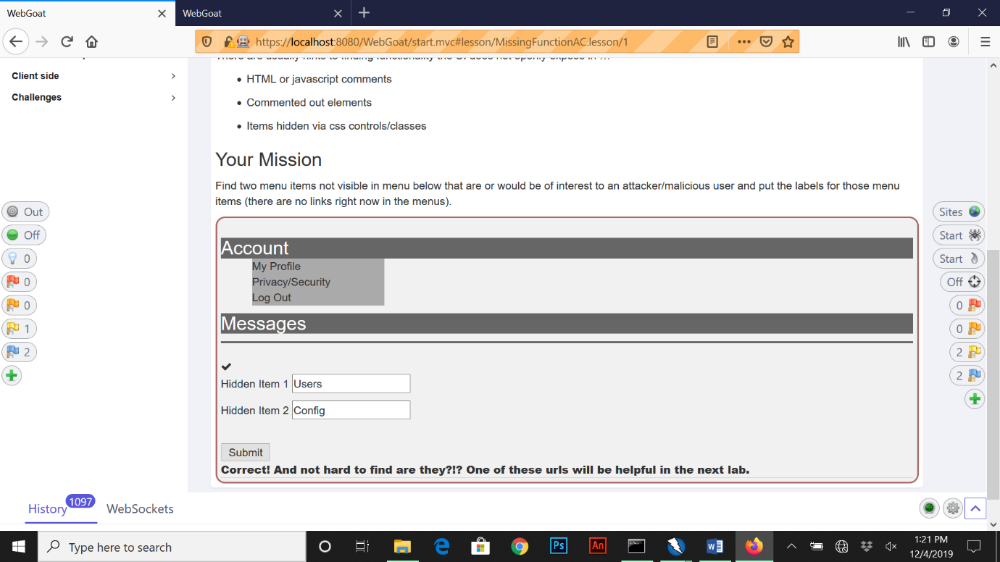 WebGoat
WebGoat
https://localhost:8080/WebGoat/start.mvc#lesson/MissingFunctionAC.lesson/1
Client side
Challenges
HTML or javascript comments
Commented out elements
Items hidden via css controls/classes
Your Mission
Find two menu items not visible in menu below that are or would be of interest to an attacker/malicious user and put the labels for those menu
items (there are no links right now in the menus).
Out
Off
0
0
0
1
2
Account
My Profile
Privacy/Security
Log Out
Messages
Hidden Item 1 Users
Hidden Item 2 Config
Submit
Correct! And not hard to find are they?!? One of these urls will be helpful in the next lab.
Sites
Start
Start
Off
0
0
2
2
History 1097 WebSockets
Type here to search
Ps
An
1:21 PM
12/4/2019